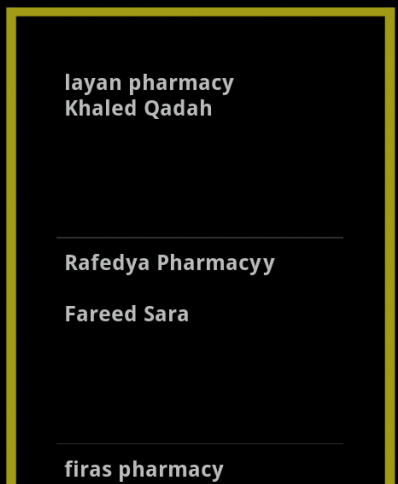 layan pharmacy
Khaled Qadah
Rafedya Pharmacyy
Fareed Sara
firas pharmacy